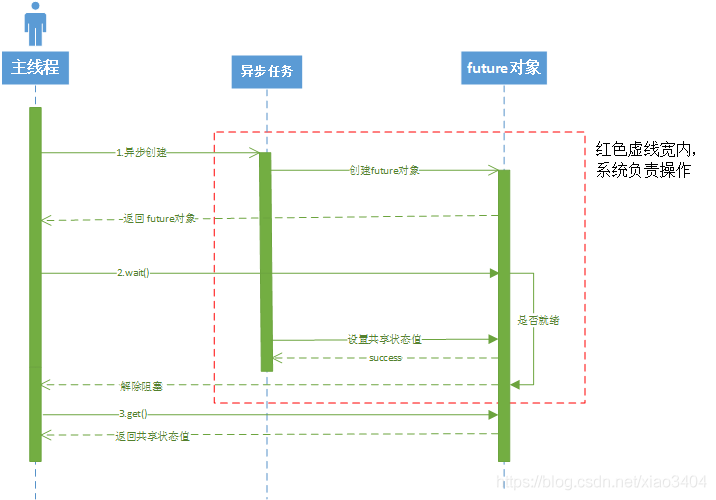 主线程
异步任务
future对象
红色虚线宽内，
系统负责操作
1.异步创建
创建future对象
返回 future对象
2.wait()
是否就绪
设置共享状态值
success
解除阻塞
3.get()
返回共享状态值
https://blog.csdn.net/xiao3404